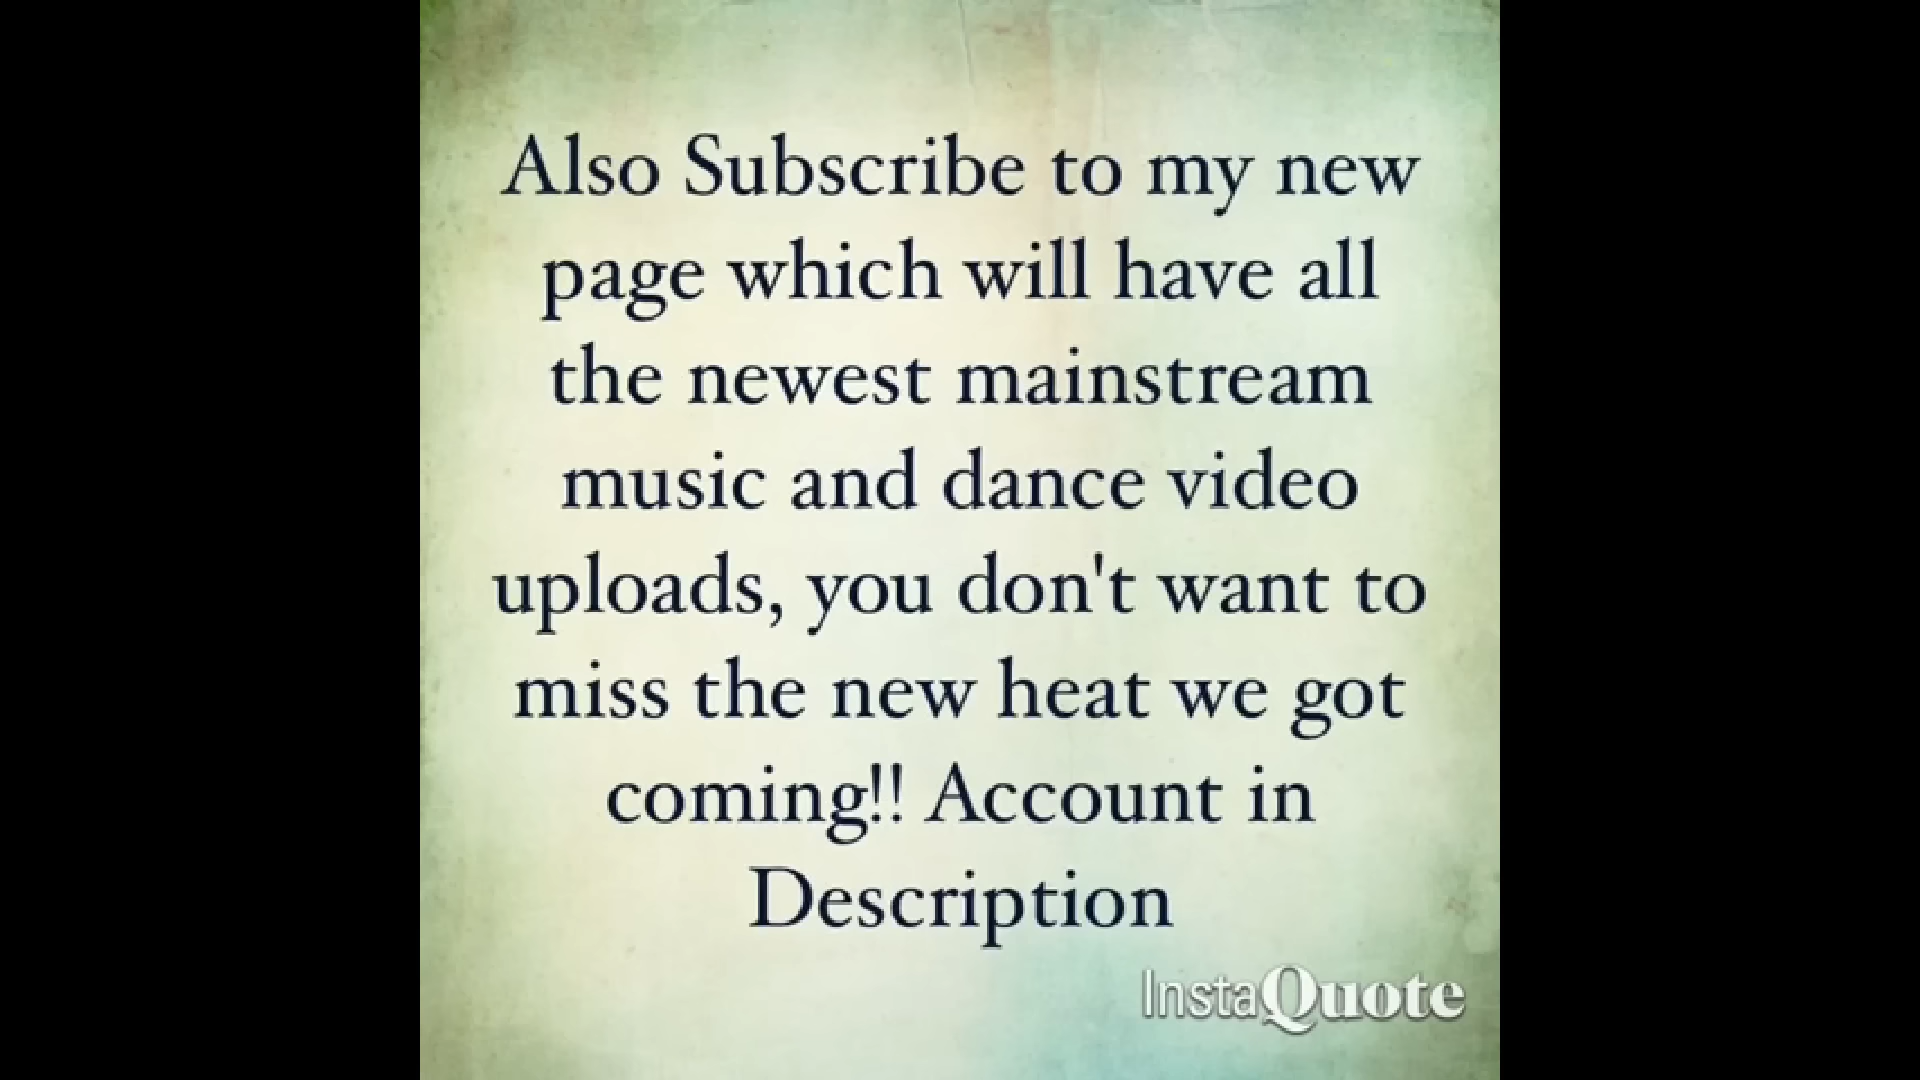 Also Subscribe to my new
page which will have all
the newest mainstream
music and dance video
uploads, you don't want to
miss the new heat we got
coming!! Account in
Description
InstaQuote